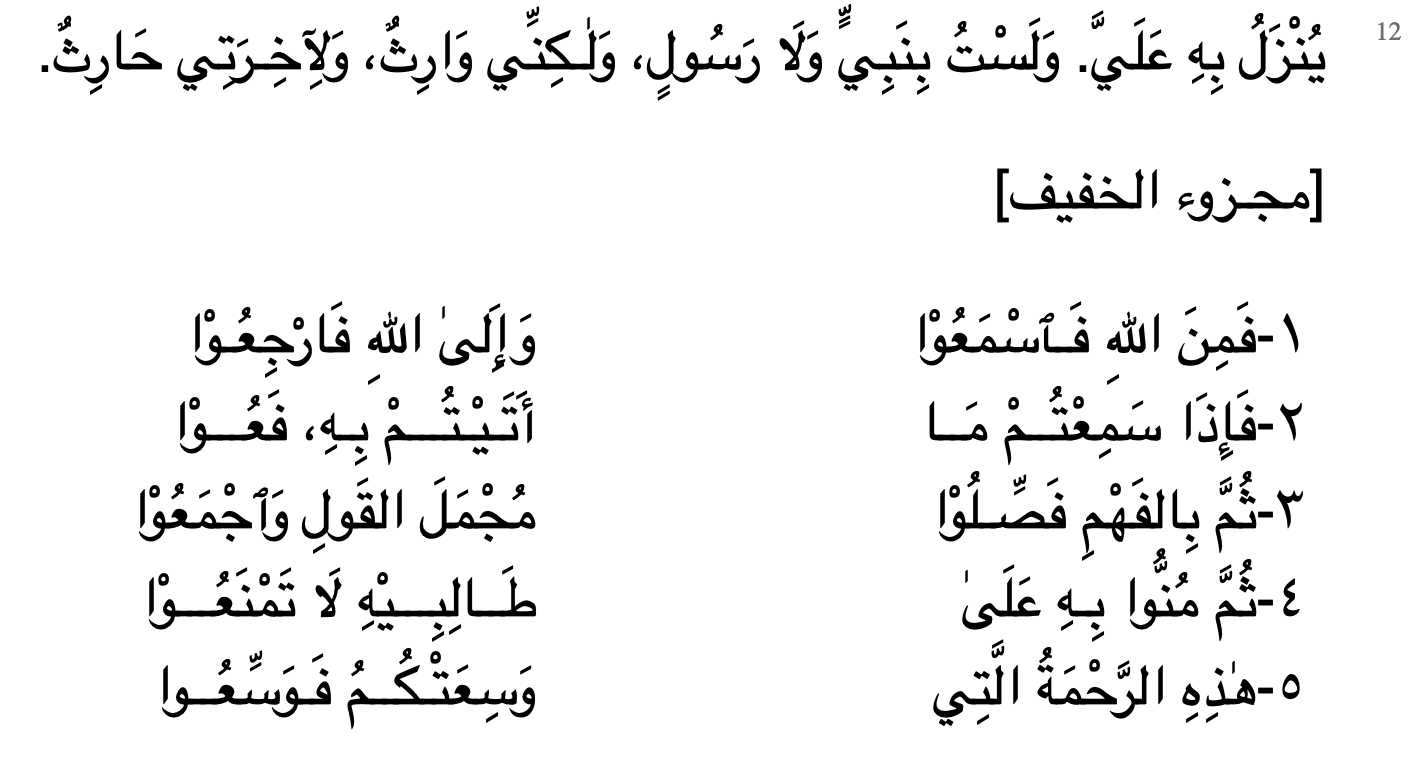 يُنْزَلُ بِهِ عَلَيَّ. وَلَسْتُ بِنَبِيٍّ وَلَا رَسُولٍ، وَلٰكِنِّي وَارِثٌ، وَلِآخِرَتِي حَارِثٌ. 12
[مجزوء الخفيف]
١-فَمِنَ اللهِ فَٱسْمَعُوْا وَإِلَىٰ اللهِ فَارْجِعُوْا
٢-فَإِذَا سَمِعْتُمْ مَا أَتَيْتُمْ بِهِ، فَعُوْا
٣-ثُمَّ بِالفَهْمِ فَصِّلُوْا مُجْمَلَ القَولِ وَٱجْمَعُوْا
٤-ثُمَّ مُنُّوا بِهِ عَلَىٰ طَالِبِيْهِ لَا تَمْنَعُوْا
٥-هٰذِهِ الرَّحْمَةُ الَّتِي وَسِعَتْكُمُ فَوَسِّعُوا